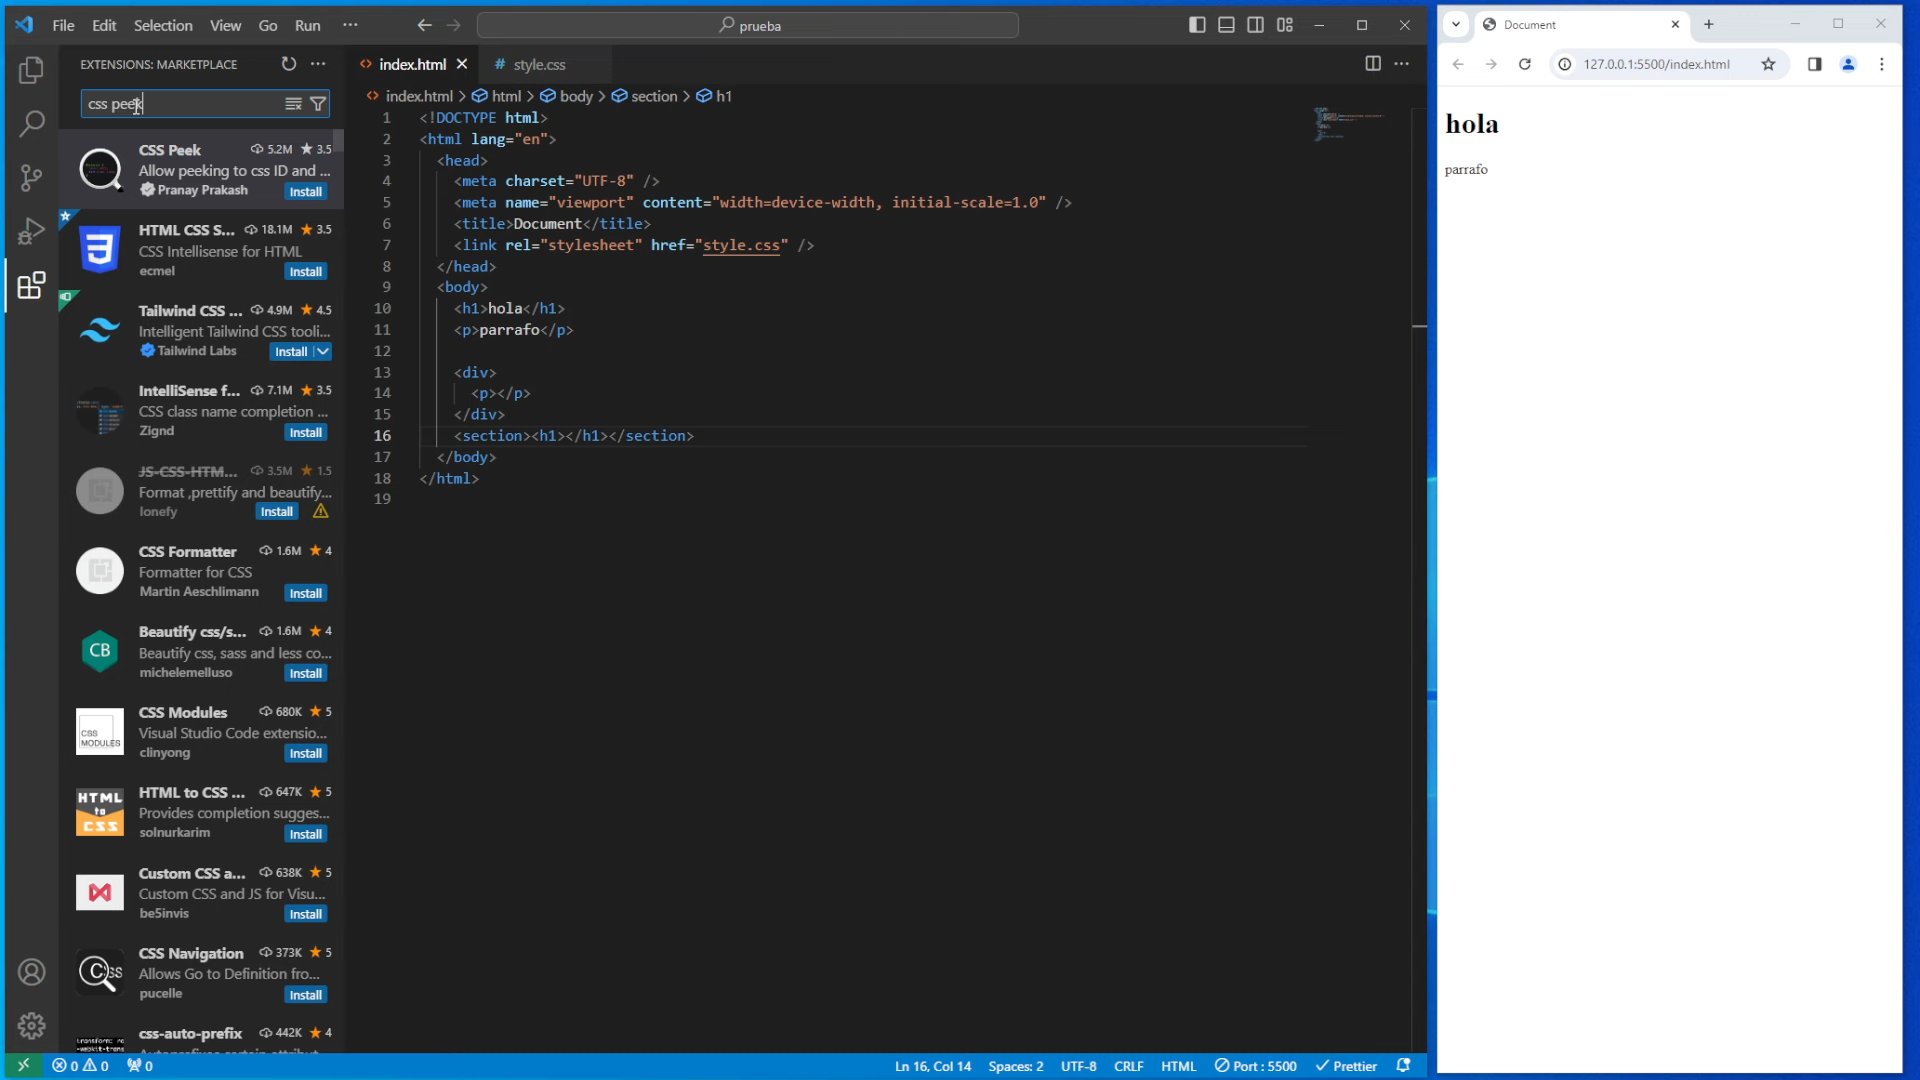 File Edit Selection View Go Run ···
prueba
EXTENSIONS: MARKETPLACE
css peek
CSS Peek 5.2M ★ 3.5
Allow peeking to css ID and ...
Pranay Prakash Install
HTML CSS S... 18.1M ★ 3.5
CSS Intellisense for HTML
ecmel Install
Tailwind CSS ... 4.9M ★ 4.5
Intelligent Tailwind CSS tooli...
Tailwind Labs Install
IntelliSense f... 7.1M ★ 3.5
CSS class name completion ...
Zignd Install
JS-CSS-HTM... 3.5M ★ 1.5
Format ,prettify and beautify...
lonefy Install
CSS Formatter 1.6M ★ 4
Formatter for CSS
Martin Aeschlimann Install
CB
Beautify css/s... 1.6M ★ 4
Beautify css, sass and less co...
michelemelluso Install
CSS MODULES
CSS Modules 680K ★ 5
Visual Studio Code extensio...
clinyong Install
HTML to CSS
HTML to CSS ... 647K ★ 5
Provides completion sugges...
solnurkarim Install
Custom CSS a... 638K ★ 5
Custom CSS and JS for Visu...
be5invis Install
CSS Navigation 373K ★ 5
Allows Go to Definition fro...
pucelle Install
css-auto-prefix 442K ★ 4
index.html # style.css
index.html > html > body > section > h1
1 <!DOCTYPE html>
2 <html lang="en">
3 <head>
4 <meta charset="UTF-8" />
5 <meta name="viewport" content="width=device-width, initial-scale=1.0" />
6 <title>Document</title>
7 <link rel="stylesheet" href="style.css" />
8 </head>
9 <body>
10 <h1>hola</h1>
11 <p>parrafo</p>
12
13 <div>
14 <p></p>
15 </div>
16 <section><h1></h1></section>
17 </body>
18 </html>
19
0 0 0 Ln 16, Col 14 Spaces: 2 UTF-8 CRLF HTML Port : 5500 Prettier
Document
127.0.0.1:5500/index.html
hola
parrafo